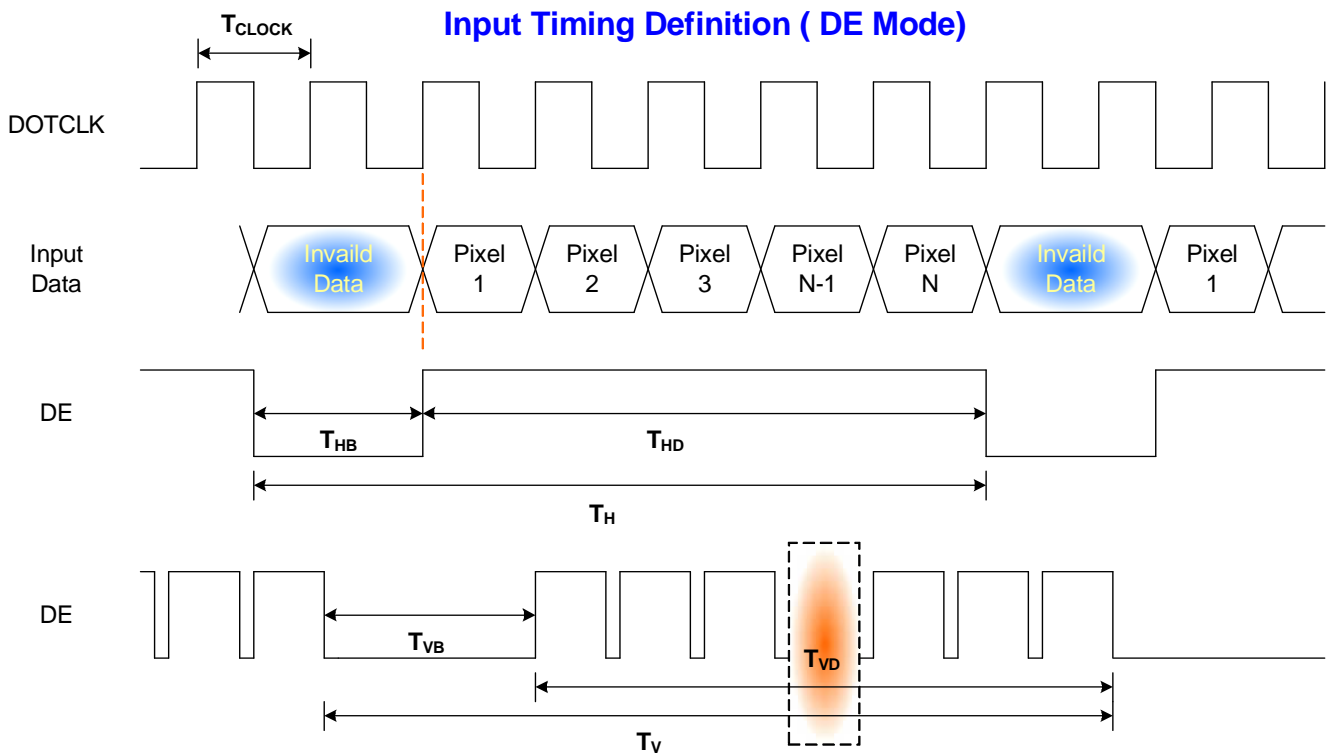 Input Timing Definition ( DE Mode)
TCLOCK
DOTCLK
Input
Data
Invaild
Data
Pixel
1
Pixel
2
Pixel
3
Pixel
N-1
Pixel
N
Invaild
Data
Pixel
1
DE
THB
THD
TH
DE
TVB
TVD
TV